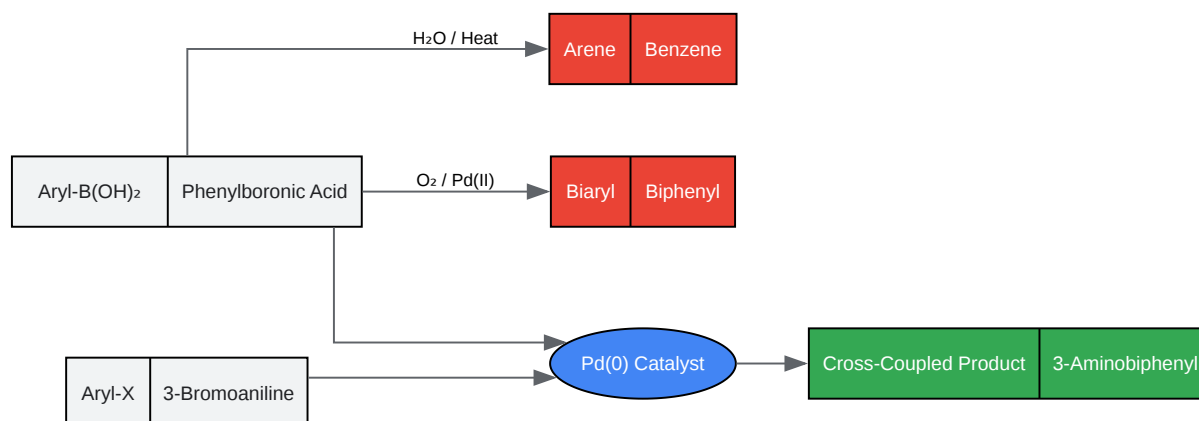 H₂O / Heat
Arene
Benzene
Aryl-B(OH)₂
Phenylboronic Acid
O₂ / Pd(II)
Biaryl
Biphenyl
Aryl-X
3-Bromoaniline
Pd(0) Catalyst
Cross-Coupled Product
3-Aminobiphenyl